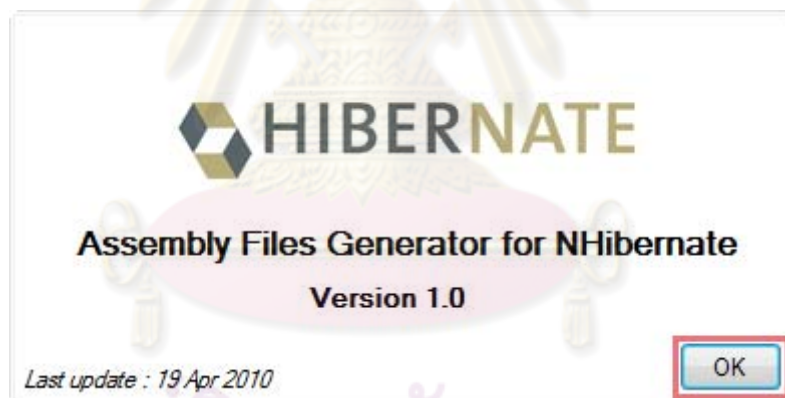 HIBERNATE
Assembly Files Generator for NHibernate
Version 1.0
Last update : 19 Apr 2010
OK